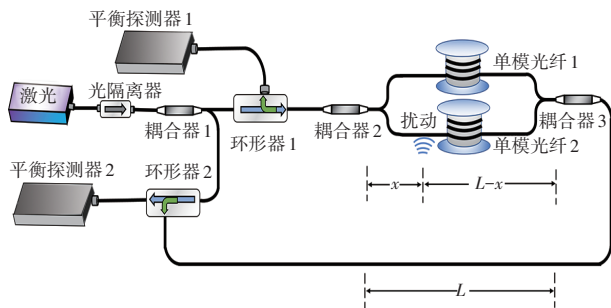 平衡探测器1
单模光纤1
激光
光隔离器
耦合器1
环形器1
耦合器2
扰动
耦合器3
单模光纤2
平衡探测器2
环形器2
x
L-x
L